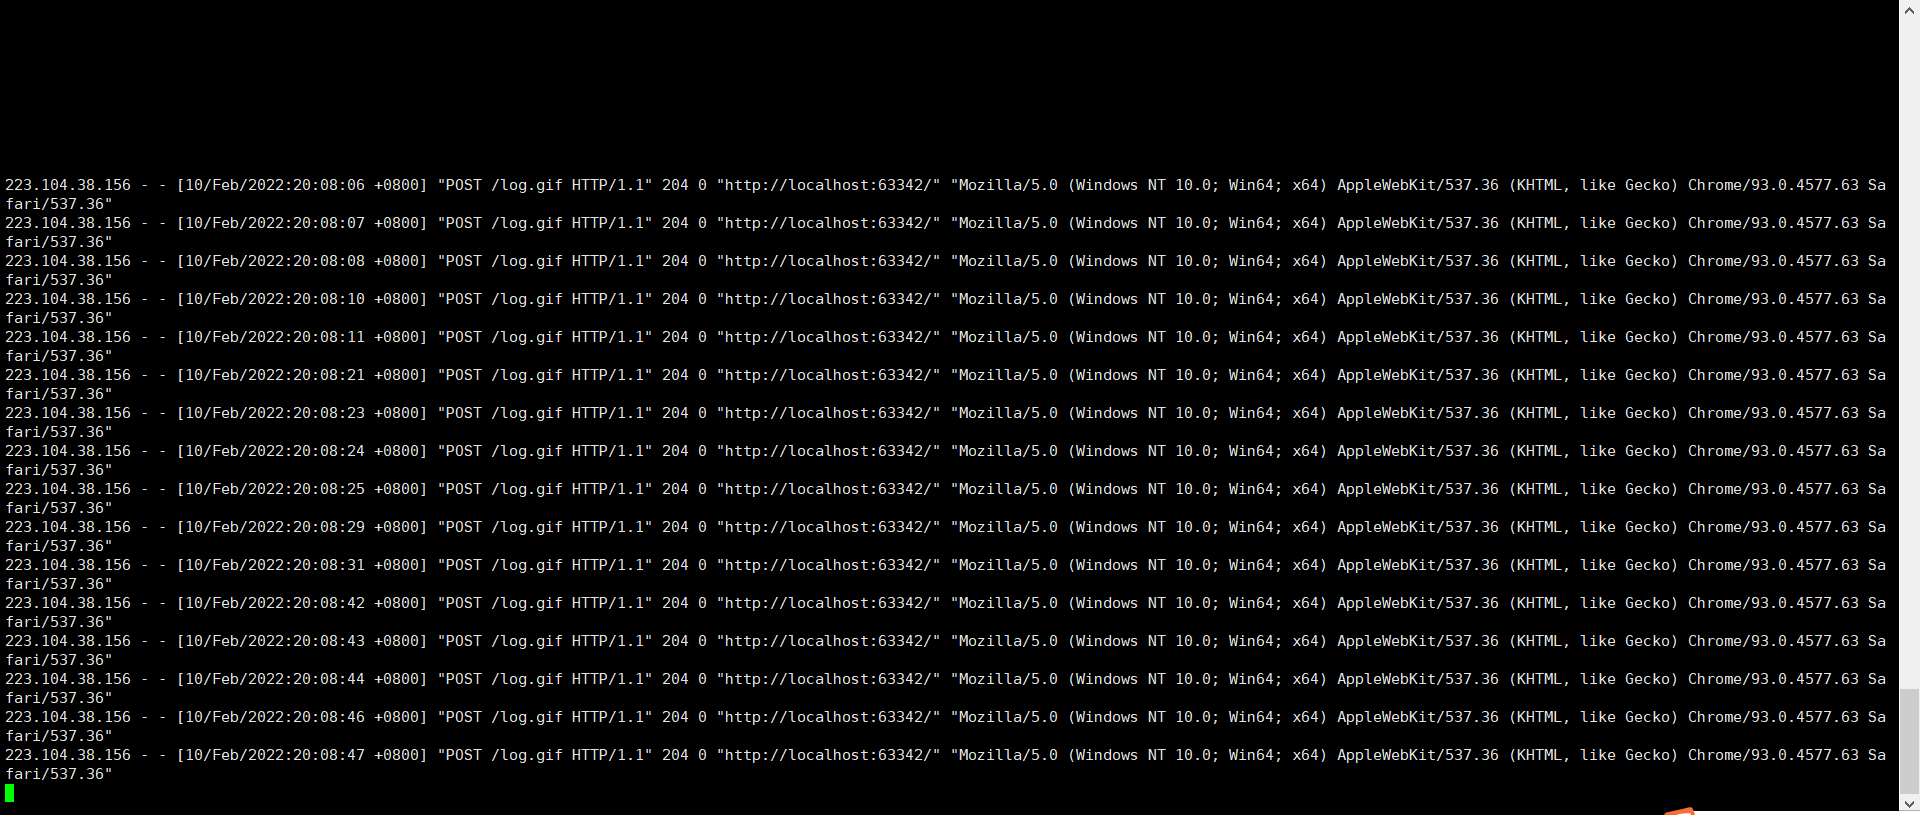 223.104.38.156 - - [10/Feb/2022:20:08:06 +0800] "POST /log.gif HTTP/1.1" 204 0 "http://localhost:63342/" "Mozilla/5.0 (Windows NT 10.0; Win64; x64) AppleWebKit/537.36 (KHTML, like Gecko) Chrome/93.0.4577.63 Sa
fari/537.36"
223.104.38.156 - - [10/Feb/2022:20:08:07 +0800] "POST /log.gif HTTP/1.1" 204 0 "http://localhost:63342/" "Mozilla/5.0 (Windows NT 10.0; Win64; x64) AppleWebKit/537.36 (KHTML, like Gecko) Chrome/93.0.4577.63 Sa
fari/537.36"
223.104.38.156 - - [10/Feb/2022:20:08:08 +0800] "POST /log.gif HTTP/1.1" 204 0 "http://localhost:63342/" "Mozilla/5.0 (Windows NT 10.0; Win64; x64) AppleWebKit/537.36 (KHTML, like Gecko) Chrome/93.0.4577.63 Sa
fari/537.36"
223.104.38.156 - - [10/Feb/2022:20:08:10 +0800] "POST /log.gif HTTP/1.1" 204 0 "http://localhost:63342/" "Mozilla/5.0 (Windows NT 10.0; Win64; x64) AppleWebKit/537.36 (KHTML, like Gecko) Chrome/93.0.4577.63 Sa
fari/537.36"
223.104.38.156 - - [10/Feb/2022:20:08:11 +0800] "POST /log.gif HTTP/1.1" 204 0 "http://localhost:63342/" "Mozilla/5.0 (Windows NT 10.0; Win64; x64) AppleWebKit/537.36 (KHTML, like Gecko) Chrome/93.0.4577.63 Sa
fari/537.36"
223.104.38.156 - - [10/Feb/2022:20:08:21 +0800] "POST /log.gif HTTP/1.1" 204 0 "http://localhost:63342/" "Mozilla/5.0 (Windows NT 10.0; Win64; x64) AppleWebKit/537.36 (KHTML, like Gecko) Chrome/93.0.4577.63 Sa
fari/537.36"
223.104.38.156 - - [10/Feb/2022:20:08:23 +0800] "POST /log.gif HTTP/1.1" 204 0 "http://localhost:63342/" "Mozilla/5.0 (Windows NT 10.0; Win64; x64) AppleWebKit/537.36 (KHTML, like Gecko) Chrome/93.0.4577.63 Sa
fari/537.36"
223.104.38.156 - - [10/Feb/2022:20:08:24 +0800] "POST /log.gif HTTP/1.1" 204 0 "http://localhost:63342/" "Mozilla/5.0 (Windows NT 10.0; Win64; x64) AppleWebKit/537.36 (KHTML, like Gecko) Chrome/93.0.4577.63 Sa
fari/537.36"
223.104.38.156 - - [10/Feb/2022:20:08:25 +0800] "POST /log.gif HTTP/1.1" 204 0 "http://localhost:63342/" "Mozilla/5.0 (Windows NT 10.0; Win64; x64) AppleWebKit/537.36 (KHTML, like Gecko) Chrome/93.0.4577.63 Sa
fari/537.36"
223.104.38.156 - - [10/Feb/2022:20:08:29 +0800] "POST /log.gif HTTP/1.1" 204 0 "http://localhost:63342/" "Mozilla/5.0 (Windows NT 10.0; Win64; x64) AppleWebKit/537.36 (KHTML, like Gecko) Chrome/93.0.4577.63 Sa
fari/537.36"
223.104.38.156 - - [10/Feb/2022:20:08:31 +0800] "POST /log.gif HTTP/1.1" 204 0 "http://localhost:63342/" "Mozilla/5.0 (Windows NT 10.0; Win64; x64) AppleWebKit/537.36 (KHTML, like Gecko) Chrome/93.0.4577.63 Sa
fari/537.36"
223.104.38.156 - - [10/Feb/2022:20:08:42 +0800] "POST /log.gif HTTP/1.1" 204 0 "http://localhost:63342/" "Mozilla/5.0 (Windows NT 10.0; Win64; x64) AppleWebKit/537.36 (KHTML, like Gecko) Chrome/93.0.4577.63 Sa
fari/537.36"
223.104.38.156 - - [10/Feb/2022:20:08:43 +0800] "POST /log.gif HTTP/1.1" 204 0 "http://localhost:63342/" "Mozilla/5.0 (Windows NT 10.0; Win64; x64) AppleWebKit/537.36 (KHTML, like Gecko) Chrome/93.0.4577.63 Sa
fari/537.36"
223.104.38.156 - - [10/Feb/2022:20:08:44 +0800] "POST /log.gif HTTP/1.1" 204 0 "http://localhost:63342/" "Mozilla/5.0 (Windows NT 10.0; Win64; x64) AppleWebKit/537.36 (KHTML, like Gecko) Chrome/93.0.4577.63 Sa
fari/537.36"
223.104.38.156 - - [10/Feb/2022:20:08:46 +0800] "POST /log.gif HTTP/1.1" 204 0 "http://localhost:63342/" "Mozilla/5.0 (Windows NT 10.0; Win64; x64) AppleWebKit/537.36 (KHTML, like Gecko) Chrome/93.0.4577.63 Sa
fari/537.36"
223.104.38.156 - - [10/Feb/2022:20:08:47 +0800] "POST /log.gif HTTP/1.1" 204 0 "http://localhost:63342/" "Mozilla/5.0 (Windows NT 10.0; Win64; x64) AppleWebKit/537.36 (KHTML, like Gecko) Chrome/93.0.4577.63 Sa
fari/537.36"